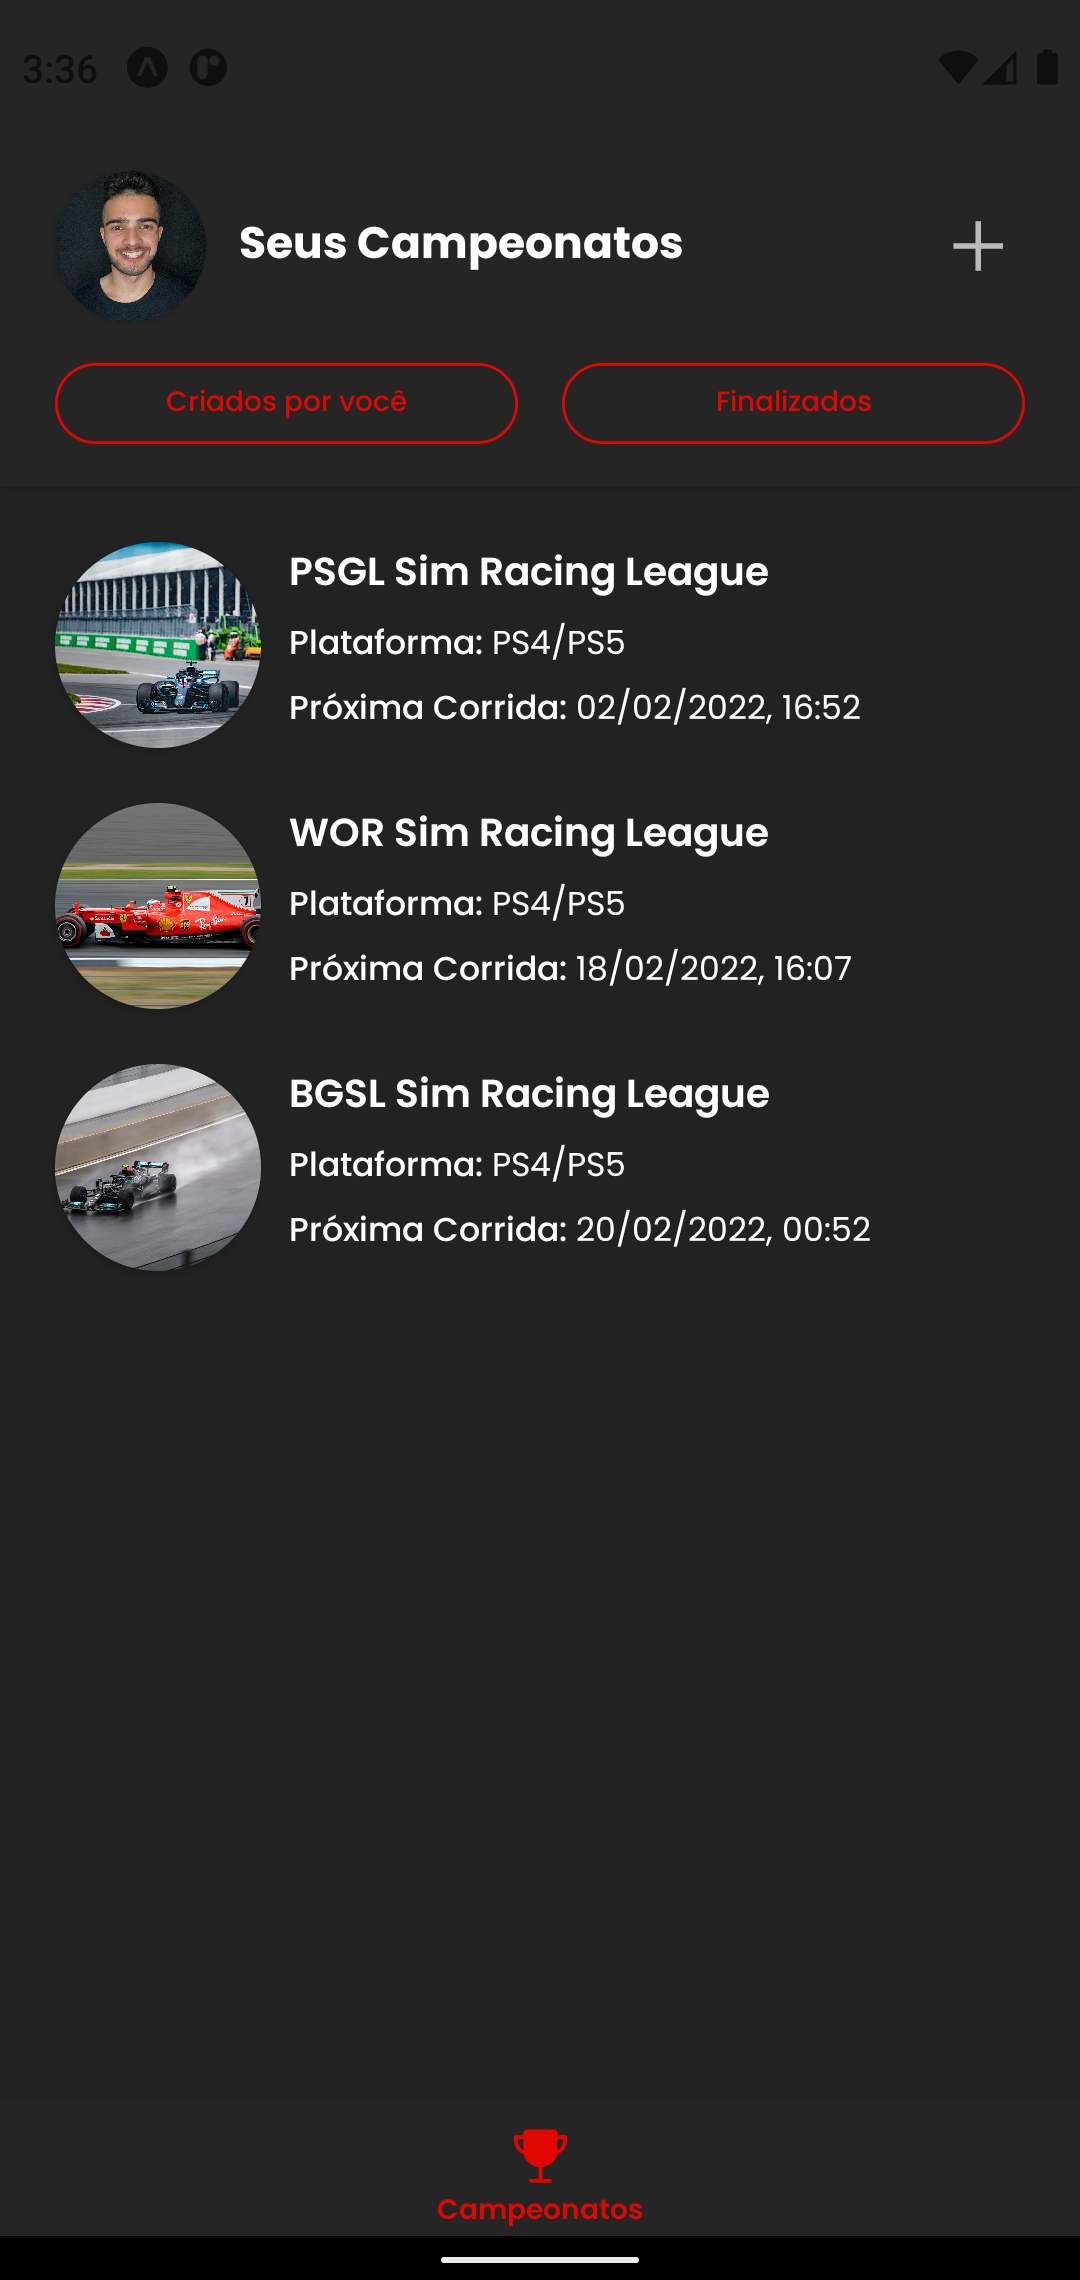 3:36
Seus Campeonatos
Criados por você
Finalizados
PSGL Sim Racing League
Plataforma: PS4/PS5
Próxima Corrida: 02/02/2022, 16:52
WOR Sim Racing League
Plataforma: PS4/PS5
Próxima Corrida: 18/02/2022, 16:07
BGSL Sim Racing League
Plataforma: PS4/PS5
Próxima Corrida: 20/02/2022, 00:52
Campeonatos